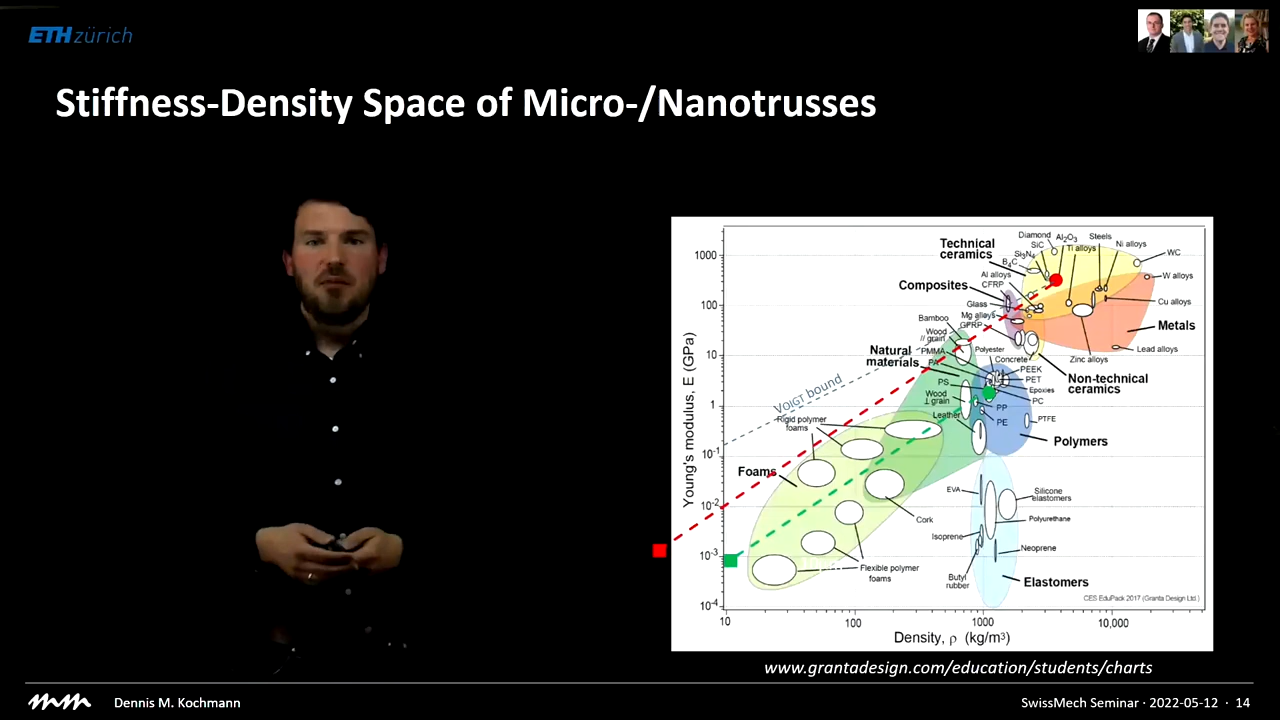 ETH zürich
Stiffness-Density Space of Micro-/Nanotrusses
Technical
ceramics
Diamond
Al2O3
Steels
SiC
Ti alloys
Ni alloys
Si3N4
WC
B4C
W alloys
Al alloys
CFRP
Composites
Glass
Cu alloys
Mg alloys
GFRP
Metals
Bamboo
Wood
// grain
Natural
materials
PMMA
Polyester
Lead alloys
Concrete
Zinc alloys
PA
PEEK
PET
Non-technical
ceramics
PS
Epoxies
PC
Wood
⊥ grain
PP
Leather
PE
PTFE
Polymers
VOIGT bound
Rigid polymer
foams
Foams
EVA
Silicone
elastomers
Cork
Polyurethane
Isoprene
Neoprene
Flexible polymer
foams
Butyl
rubber
Elastomers
CES EduPack 2017 (Granta Design Ltd.)
Young's modulus, E (GPa)
1000
100
10
1
10-1
10-2
10-3
10-4
10
100
1000
10,000
Density, ρ (kg/m3)
www.grantadesign.com/education/students/charts
Dennis M. Kochmann
SwissMech Seminar · 2022-05-12 · 14